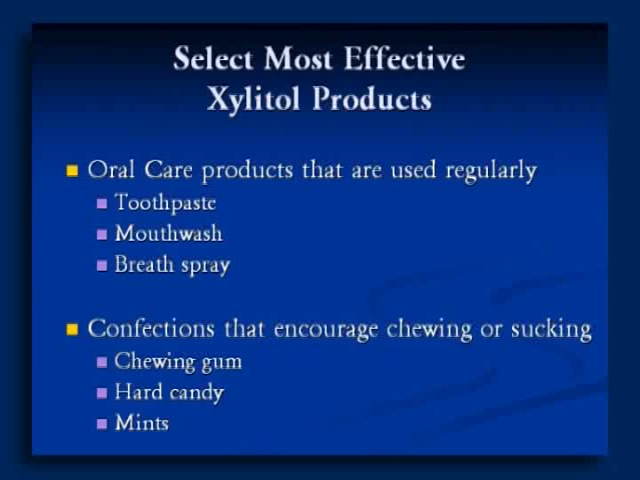 Select Most Effective
Xylitol Products
Oral Care products that are used regularly
Toothpaste
Mouthwash
Breath spray
Confections that encourage chewing or sucking
Chewing gum
Hard candy
Mints